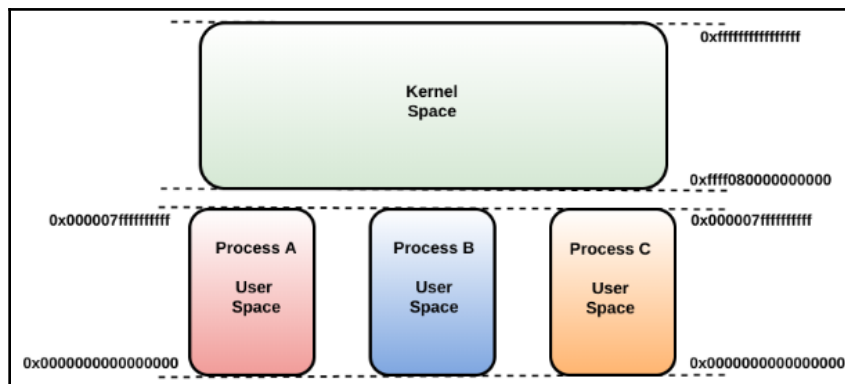 0xffffffffffffffff
Kernel
Space
0xffff080000000000
0x000007ffffffffff
0x000007ffffffffff
Process A
User
Space
Process B
User
Space
Process C
User
Space
0x0000000000000000
0x0000000000000000